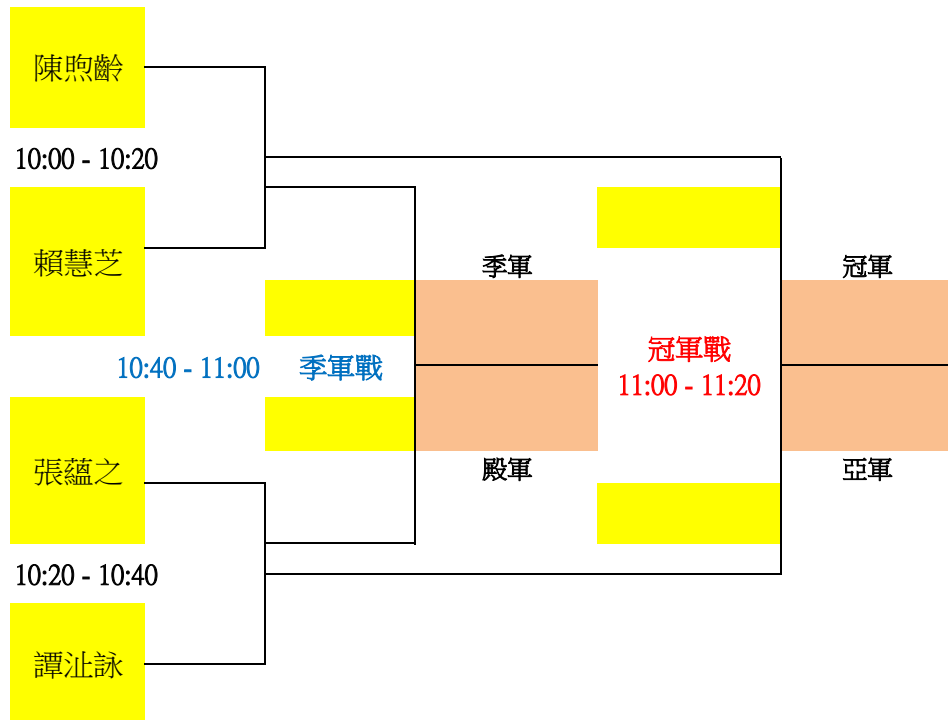 陳煦齡
10:00 - 10:20
賴慧芝
季軍
冠軍
10:40 - 11:00
季軍戰
冠軍戰
11:00 - 11:20
張蘊之
殿軍
亞軍
10:20 - 10:40
譚沚詠